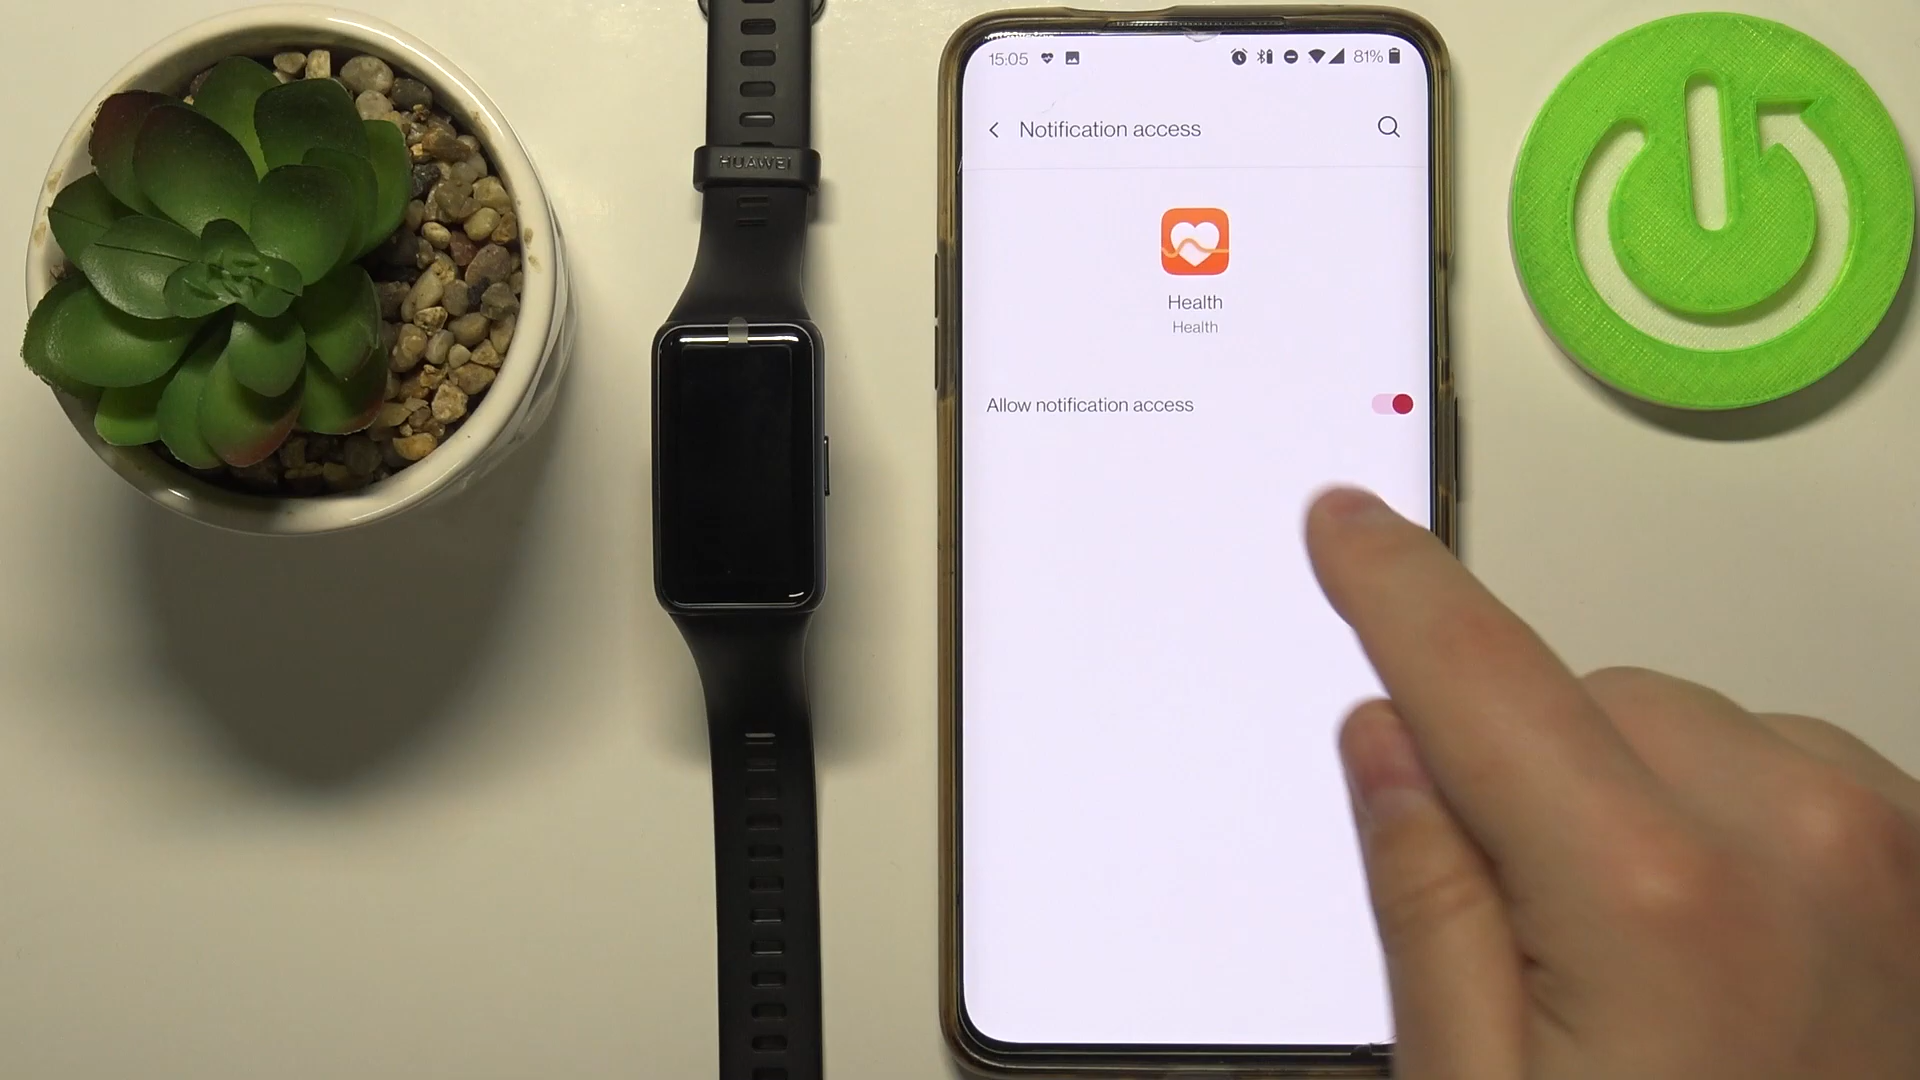 HUAWEI
15:05 81%
Notification access
Health
Health
Allow notification access